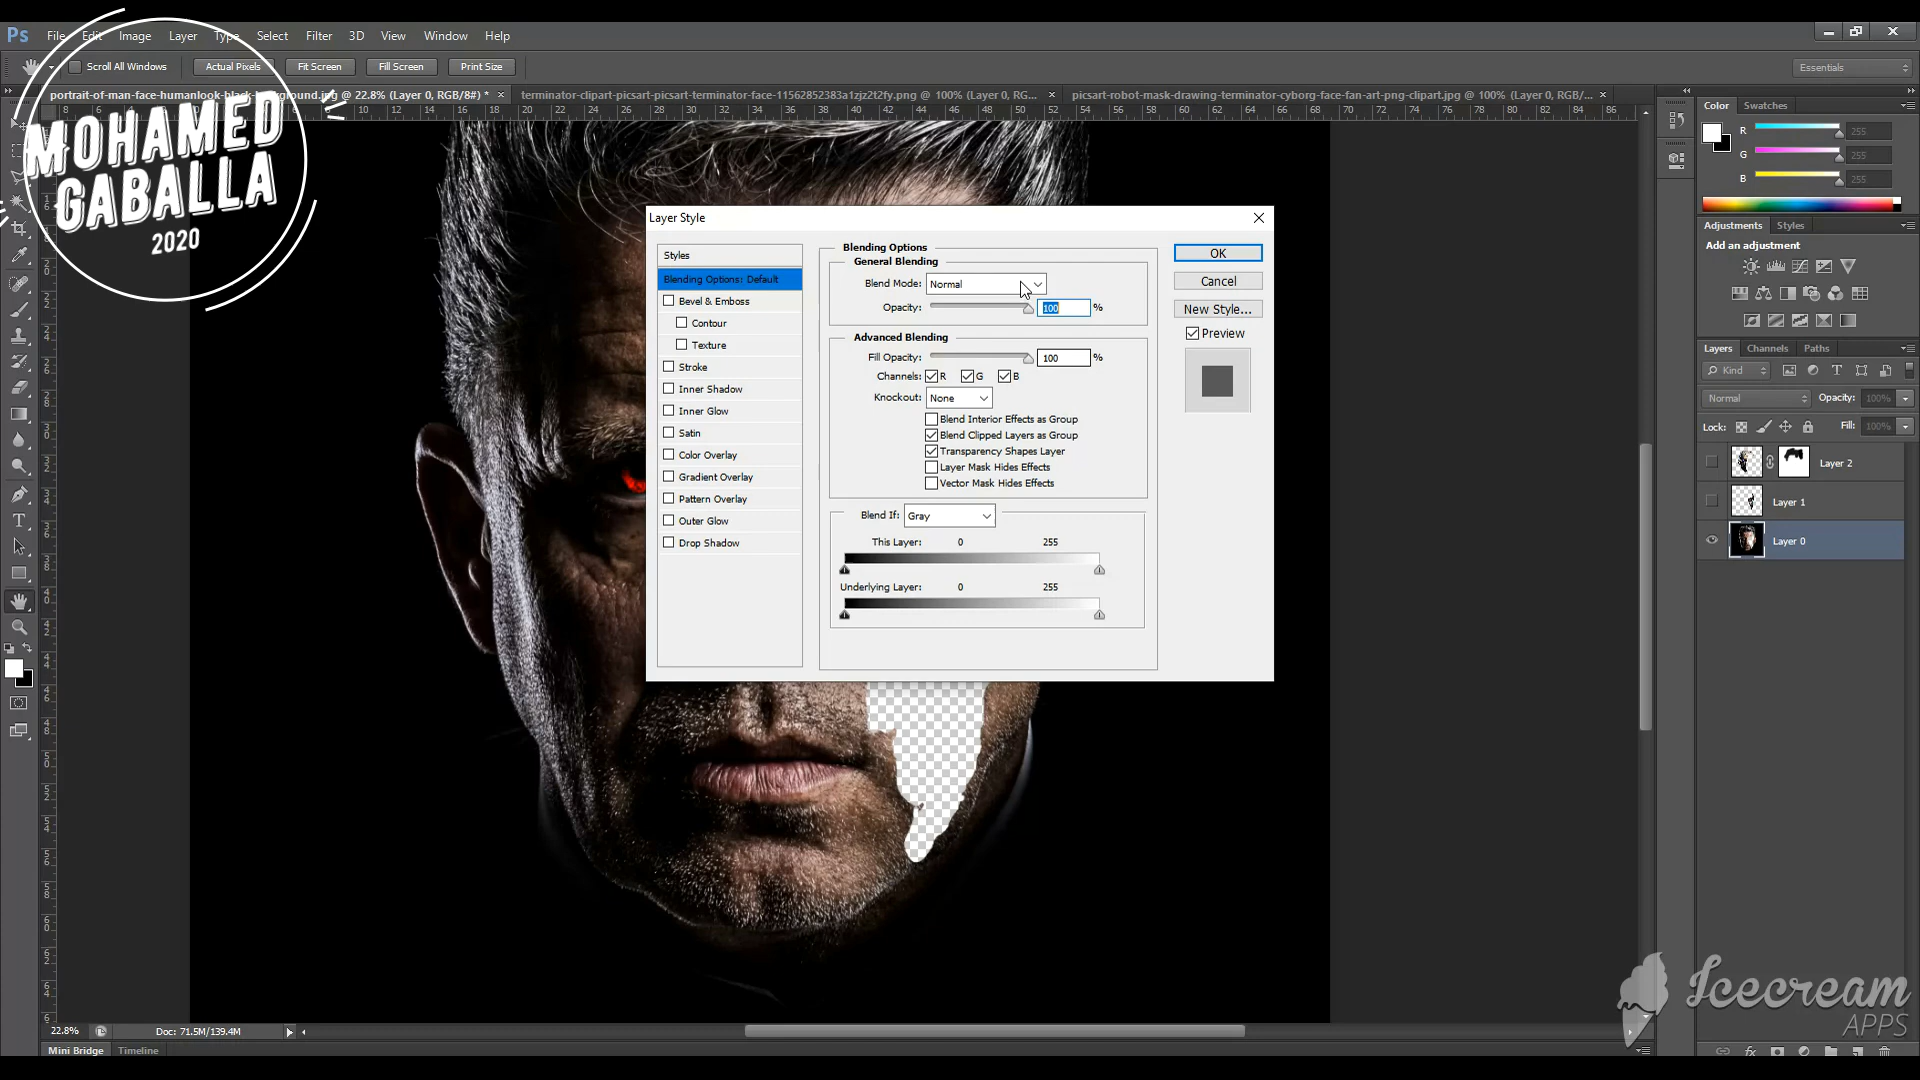 Ps File Edit Image Layer Type Select Filter 3D View Window Help
Scroll All Windows Actual Pixels Fit Screen Fill Screen Print Size Essentials
portrait-of-man-face-humanlook-black-background.jpg @ 22.8% (Layer 0, RGB/8#) *
terminator-clipart-picsart-picsart-terminator-face-11562852383a1zjz2t2fy.png @ 100% (Layer 0, RG...
picsart-robot-mask-drawing-terminator-cyborg-face-fan-art-png-clipart.jpg @ 100% (Layer 0, RGB/...
MOHAMED
GABALLA
2020
Layer Style
Styles
Blending Options: Default
Bevel & Emboss
Contour
Texture
Stroke
Inner Shadow
Inner Glow
Satin
Color Overlay
Gradient Overlay
Pattern Overlay
Outer Glow
Drop Shadow
Blending Options
General Blending
Blend Mode: Normal
Opacity: 100 %
Advanced Blending
Fill Opacity: 100 %
Channels: R G B
Knockout: None
Blend Interior Effects as Group
Blend Clipped Layers as Group
Transparency Shapes Layer
Layer Mask Hides Effects
Vector Mask Hides Effects
Blend If: Gray
This Layer: 0 255
Underlying Layer: 0 255
OK
Cancel
New Style...
Preview
Color Swatches
R 255
G 255
B 255
Adjustments Styles
Add an adjustment
Layers Channels Paths
Kind
Normal Opacity: 100%
Lock: Fill: 100%
Layer 2
Layer 1
Layer 0
22.8% Doc: 71.5M/139.4M
Mini Bridge Timeline
Icecream
APPS